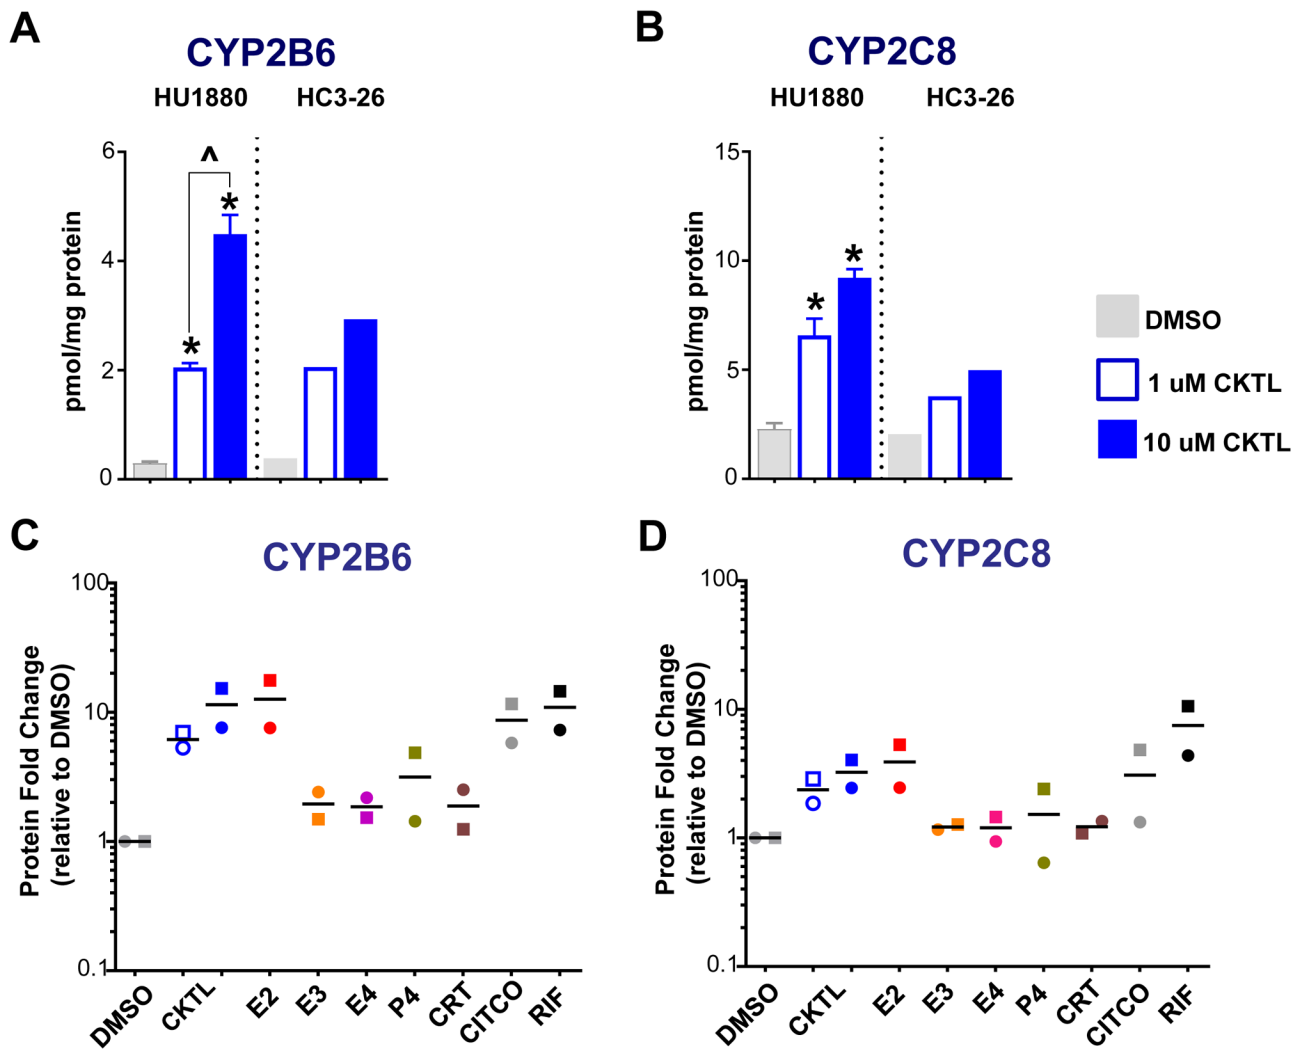 A
CYP2B6
HU1880 HC3-26
pmol/mg protein
6
4
2
0
^
*
*
B
CYP2C8
HU1880 HC3-26
pmol/mg protein
15
10
5
0
*
*
DMSO
1 uM CKTL
10 uM CKTL
C
CYP2B6
Protein Fold Change
(relative to DMSO)
100
10
1
0.1
DMSO
CKTL
E2
E3
E4
P4
CRT
CITCO
RIF
D
CYP2C8
Protein Fold Change
(relative to DMSO)
100
10
1
0.1
DMSO
CKTL
E2
E3
E4
P4
CRT
CITCO
RIF